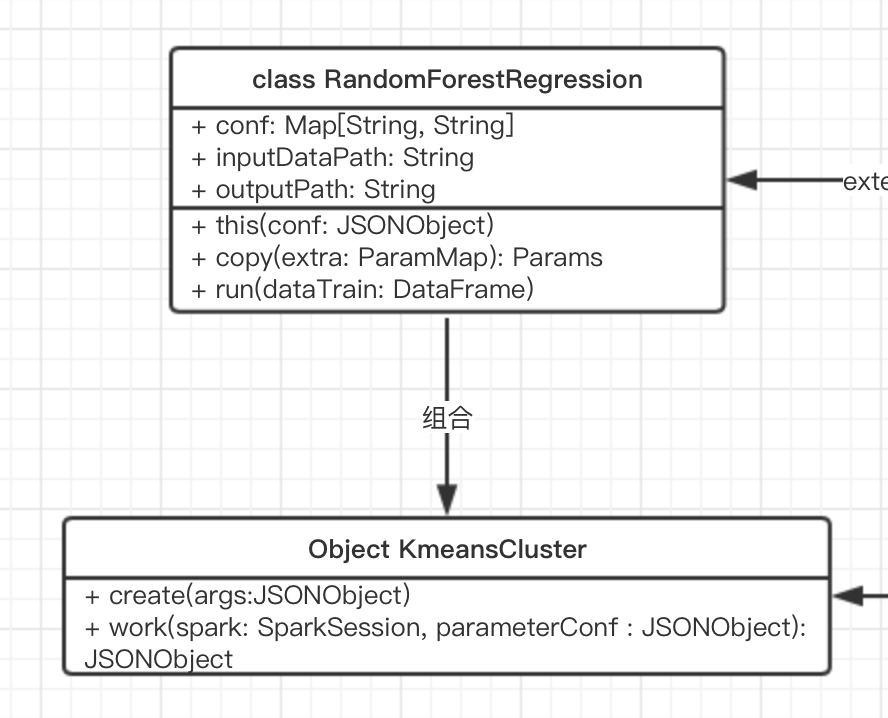 class RandomForestRegression
+ conf: Map[String, String]
+ inputDataPath: String
+ outputPath: String
exte
+ this(conf: JSONObject)
+ copy(extra: ParamMap): Params
+ run(dataTrain: DataFrame)
组合
Object KmeansCluster
+ create(args:JSONObject)
+ work(spark: SparkSession, parameterConf : JSONObject):
JSONObject